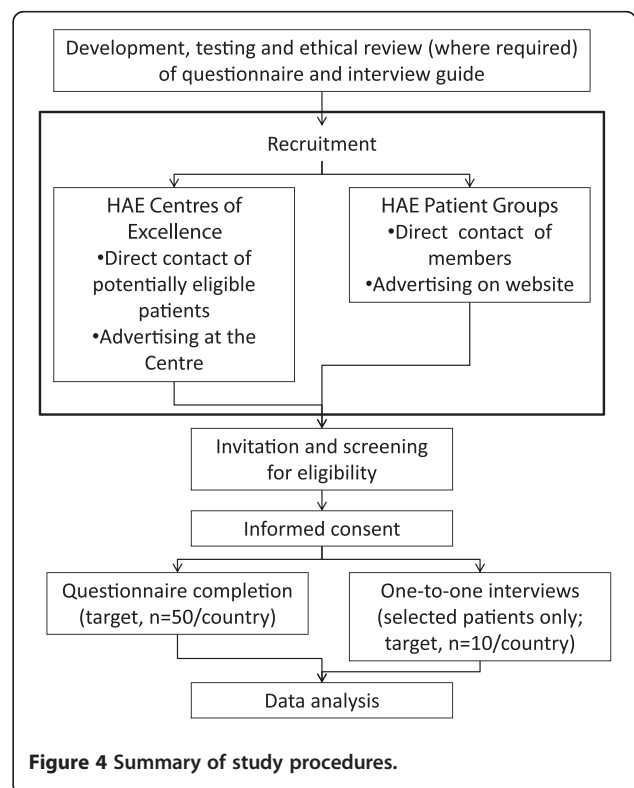 Development, testing and ethical review (where required)
of questionnaire and interview guide
Recruitment
HAE Centres of
Excellence
•Direct contact of
potentially eligible
patients
•Advertising at the
Centre
HAE Patient Groups
•Direct contact of
members
•Advertising on website
Invitation and screening
for eligibility
Informed consent
Questionnaire completion
(target, n=50/country)
One-to-one interviews
(selected patients only;
target, n=10/country)
Data analysis
Figure 4 Summary of study procedures.